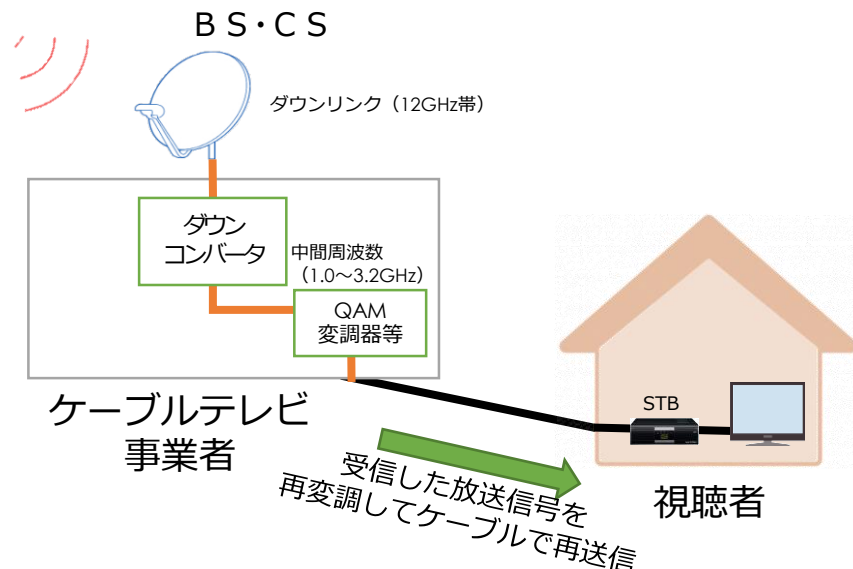 ＢＳ・ＣＳ
ダウンリンク（12GHz帯）
ダウン
コンバータ
中間周波数
（1.0～3.2GHz）
QAM
変調器等
ケーブルテレビ
事業者
STB
受信した放送信号を
再変調してケーブルで再送信
視聴者